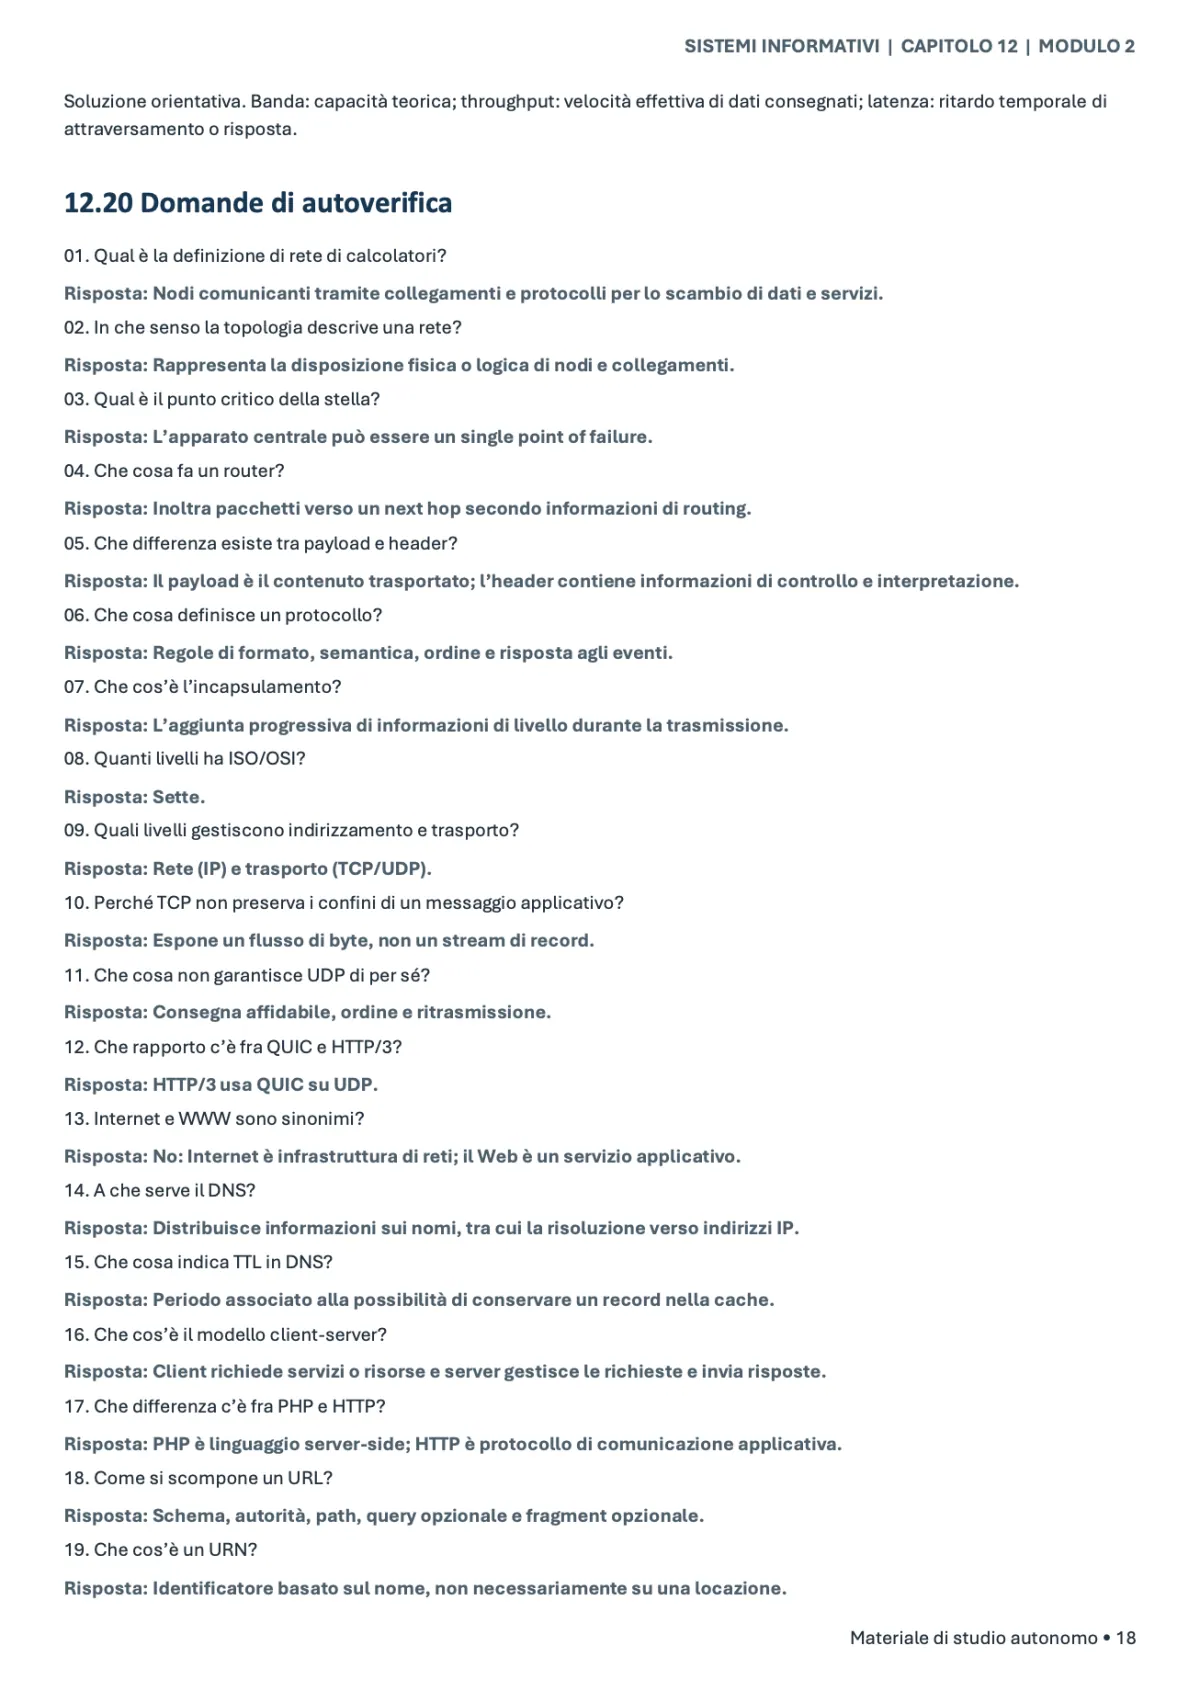 SISTEMI INFORMATIVI | CAPITOLO 12 | MODULO 2
Soluzione orientativa. Banda: capacità teorica; throughput: velocità effettiva di dati consegnati; latenza: ritardo temporale di
attraversamento o risposta.
12.20 Domande di autoverifica
01. Qual è la definizione di rete di calcolatori?
Risposta: Nodi comunicanti tramite collegamenti e protocolli per lo scambio di dati e servizi.
02. In che senso la topologia descrive una rete?
Risposta: Rappresenta la disposizione fisica o logica di nodi e collegamenti.
03. Qual è il punto critico della stella?
Risposta: L’apparato centrale può essere un single point of failure.
04. Che cosa fa un router?
Risposta: Inoltra pacchetti verso un next hop secondo informazioni di routing.
05. Che differenza esiste tra payload e header?
Risposta: Il payload è il contenuto trasportato; l’header contiene informazioni di controllo e interpretazione.
06. Che cosa definisce un protocollo?
Risposta: Regole di formato, semantica, ordine e risposta agli eventi.
07. Che cos’è l’incapsulamento?
Risposta: L’aggiunta progressiva di informazioni di livello durante la trasmissione.
08. Quanti livelli ha ISO/OSI?
Risposta: Sette.
09. Quali livelli gestiscono indirizzamento e trasporto?
Risposta: Rete (IP) e trasporto (TCP/UDP).
10. Perché TCP non preserva i confini di un messaggio applicativo?
Risposta: Espone un flusso di byte, non un stream di record.
11. Che cosa non garantisce UDP di per sé?
Risposta: Consegna affidabile, ordine e ritrasmissione.
12. Che rapporto c’è fra QUIC e HTTP/3?
Risposta: HTTP/3 usa QUIC su UDP.
13. Internet e WWW sono sinonimi?
Risposta: No: Internet è infrastruttura di reti; il Web è un servizio applicativo.
14. A che serve il DNS?
Risposta: Distribuisce informazioni sui nomi, tra cui la risoluzione verso indirizzi IP.
15. Che cosa indica TTL in DNS?
Risposta: Periodo associato alla possibilità di conservare un record nella cache.
16. Che cos’è il modello client-server?
Risposta: Client richiede servizi o risorse e server gestisce le richieste e invia risposte.
17. Che differenza c’è fra PHP e HTTP?
Risposta: PHP è linguaggio server-side; HTTP è protocollo di comunicazione applicativa.
18. Come si scompone un URL?
Risposta: Schema, autorità, path, query opzionale e fragment opzionale.
19. Che cos’è un URN?
Risposta: Identificatore basato sul nome, non necessariamente su una locazione.
Materiale di studio autonomo • 18